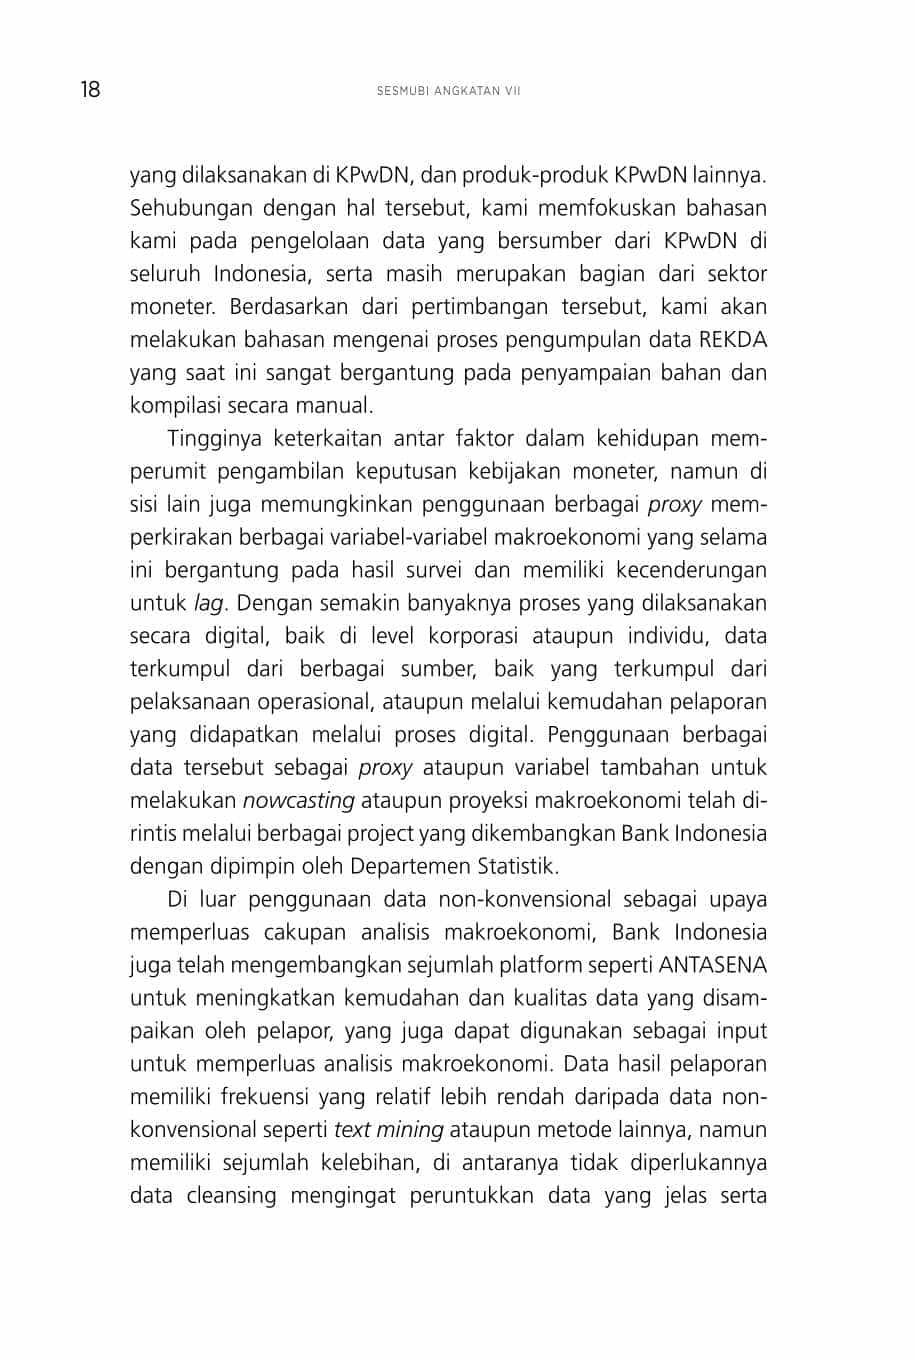 18
SESMUBI ANGKATAN VII
yang dilaksanakan di KPwDN, dan produk-produk KPwDN lainnya.
Sehubungan dengan hal tersebut, kami memfokuskan bahasan
kami pada pengelolaan data yang bersumber dari KPwDN di
seluruh Indonesia, serta masih merupakan bagian dari sektor
moneter. Berdasarkan dari pertimbangan tersebut, kami akan
melakukan bahasan mengenai proses pengumpulan data REKDA
yang saat ini sangat bergantung pada penyampaian bahan dan
kompilasi secara manual.
Tingginya keterkaitan antar faktor dalam kehidupan mem-
perumit pengambilan keputusan kebijakan moneter, namun di
sisi lain juga memungkinkan penggunaan berbagai proxy mem-
perkirakan berbagai variabel-variabel makroekonomi yang selama
ini bergantung pada hasil survei dan memiliki kecenderungan
untuk lag. Dengan semakin banyaknya proses yang dilaksanakan
secara digital, baik di level korporasi ataupun individu, data
terkumpul dari berbagai sumber, baik yang terkumpul dari
pelaksanaan operasional, ataupun melalui kemudahan pelaporan
yang didapatkan melalui proses digital. Penggunaan berbagai
data tersebut sebagai proxy ataupun variabel tambahan untuk
melakukan nowcasting ataupun proyeksi makroekonomi telah di-
rintis melalui berbagai project yang dikembangkan Bank Indonesia
dengan dipimpin oleh Departemen Statistik.
Di luar penggunaan data non-konvensional sebagai upaya
memperluas cakupan analisis makroekonomi, Bank Indonesia
juga telah mengembangkan sejumlah platform seperti ANTASENA
untuk meningkatkan kemudahan dan kualitas data yang disam-
paikan oleh pelapor, yang juga dapat digunakan sebagai input
untuk memperluas analisis makroekonomi. Data hasil pelaporan
memiliki frekuensi yang relatif lebih rendah daripada data non-
konvensional seperti text mining ataupun metode lainnya, namun
memiliki sejumlah kelebihan, di antaranya tidak diperlukannya
data cleansing mengingat peruntukkan data yang jelas serta